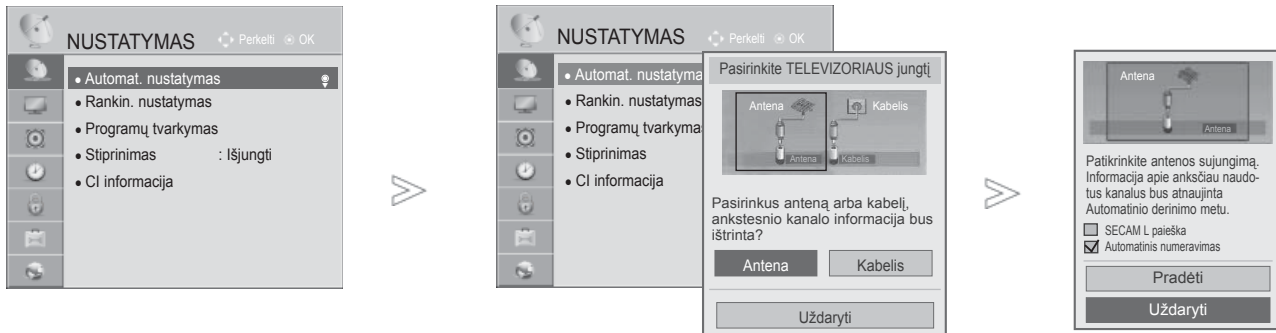 NUSTATYMAS Perkelti OK
• Automat. nustatymas
• Rankin. nustatymas
• Programų tvarkymas
• Stiprinimas : Išjungti
• CI informacija
NUSTATYMAS Perkelti OK
• Automat. nustatyma
• Rankin. nustatymas
• Programų tvarkymas
• Stiprinimas
• CI informacija
Pasirinkite TELEVIZORIAUS jungtį
Antena Kabelis
Antena Kabelis
Pasirinkus anteną arba kabelį,
ankstesnio kanalo informacija bus
ištrinta?
Antena Kabelis
Uždaryti
Antena
Antena
Patikrinkite antenos sujungimą.
Informacija apie anksčiau naudo-
tus kanalus bus atnaujinta
Automatinio derinimo metu.
SECAM L paieška
Automatinis numeravimas
Pradėti
Uždaryti